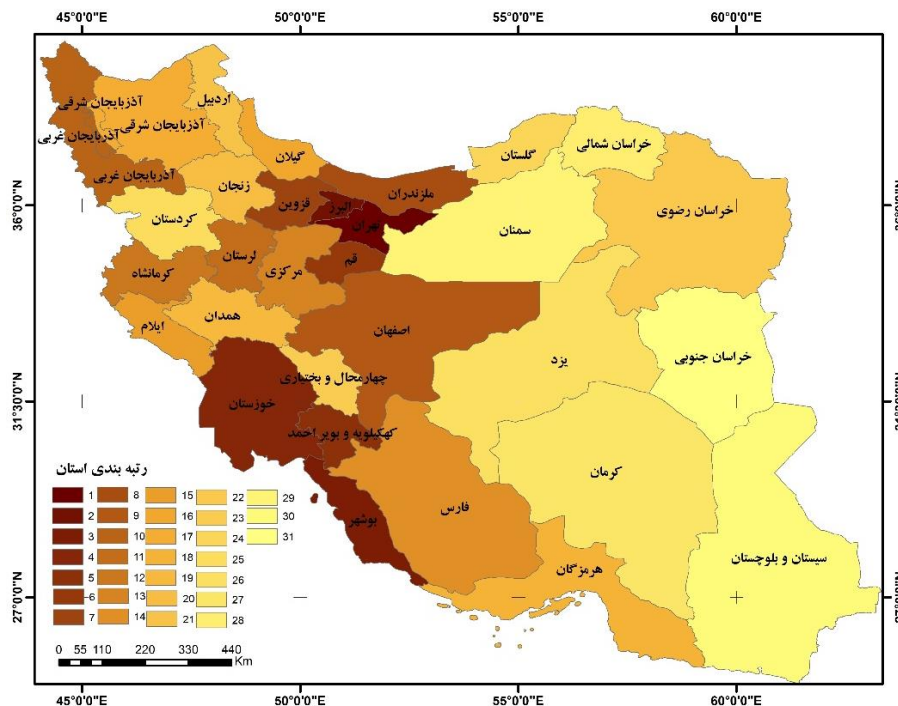 45°0'0"E 50°0'0"E 55°0'0"E 60°0'0"E
آذربایجان شرقی
اردبیل
آذربایجان شرقی
آذربایجان غربی
گیلان
گلستان
خراسان شمالی
آذربایجان غربی
زنجان
ملزندران
36°0'0"N
قزوین
البرز
تهران
خراسان رضوی
کردستان
سمنان
لرستان
مرکزی
قم
کرمانشاه
ایلام
همدان
اصفهان
خراسان جنوبی
یزد
چهارمحال و بختیاری
31°30'0"N
خوزستان
کهکیلویه و بویر احمد
کرمان
رتبه بندی استان
1 8 15 22 29
2 9 16 23 30
3 10 17 24 31
4 11 18 25
5 12 19 26
6 13 20 27
7 14 21 28
بوشهر
فارس
سیستان و بلوچستان
هرمزگان
27°0'0"N
0 55 110 220 330 440
Km
45°0'0"E 50°0'0"E 55°0'0"E 60°0'0"E